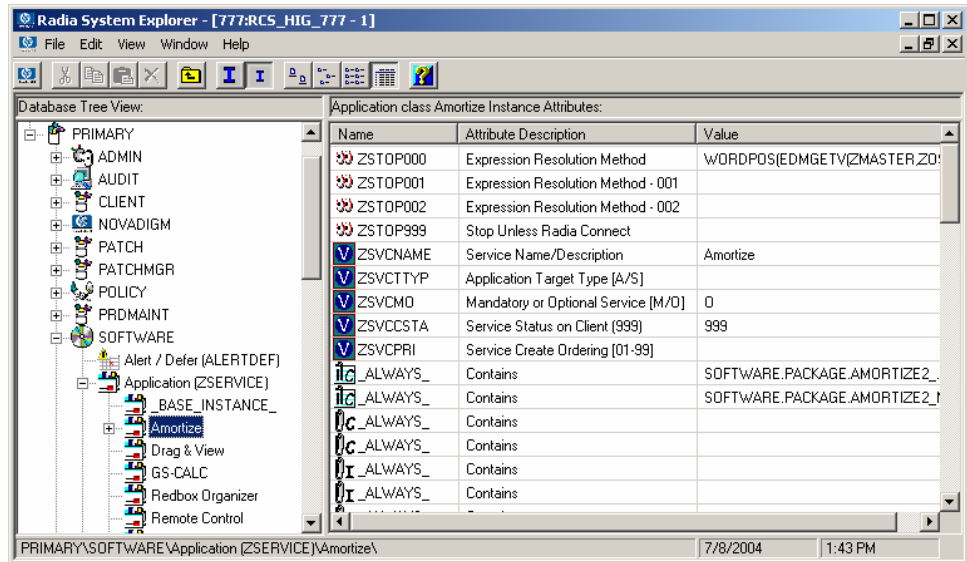 Radia System Explorer - [777:RCS_HIG_777 - 1]
File Edit View Window Help
Database Tree View:
Application class Amortize Instance Attributes:
PRIMARY
ADMIN
AUDIT
CLIENT
NOVADIGM
PATCH
PATCHMGR
POLICY
PRDMAINT
SOFTWARE
Alert / Defer (ALERTDEF)
Application (ZSERVICE)
_BASE_INSTANCE_
Amortize
Drag & View
GS-CALC
Redbox Organizer
Remote Control
Name Attribute Description Value
ZSTOP000 Expression Resolution Method WORDPOS(EDMGETV(ZMASTER,ZO
ZSTOP001 Expression Resolution Method - 001
ZSTOP002 Expression Resolution Method - 002
ZSTOP999 Stop Unless Radia Connect
ZSVCNAME Service Name/Description Amortize
ZSVCTTYP Application Target Type [A/S]
ZSVCMO Mandatory or Optional Service [M/O] O
ZSVCCSTA Service Status on Client (999) 999
ZSVCPRI Service Create Ordering [01-99]
_ALWAYS_ Contains SOFTWARE.PACKAGE.AMORTIZE2_
_ALWAYS_ Contains SOFTWARE.PACKAGE.AMORTIZE2_
_ALWAYS_ Contains
_ALWAYS_ Contains
_ALWAYS_ Contains
_ALWAYS_ Contains
PRIMARY\SOFTWARE\Application (ZSERVICE)\Amortize\ 7/8/2004 1:43 PM